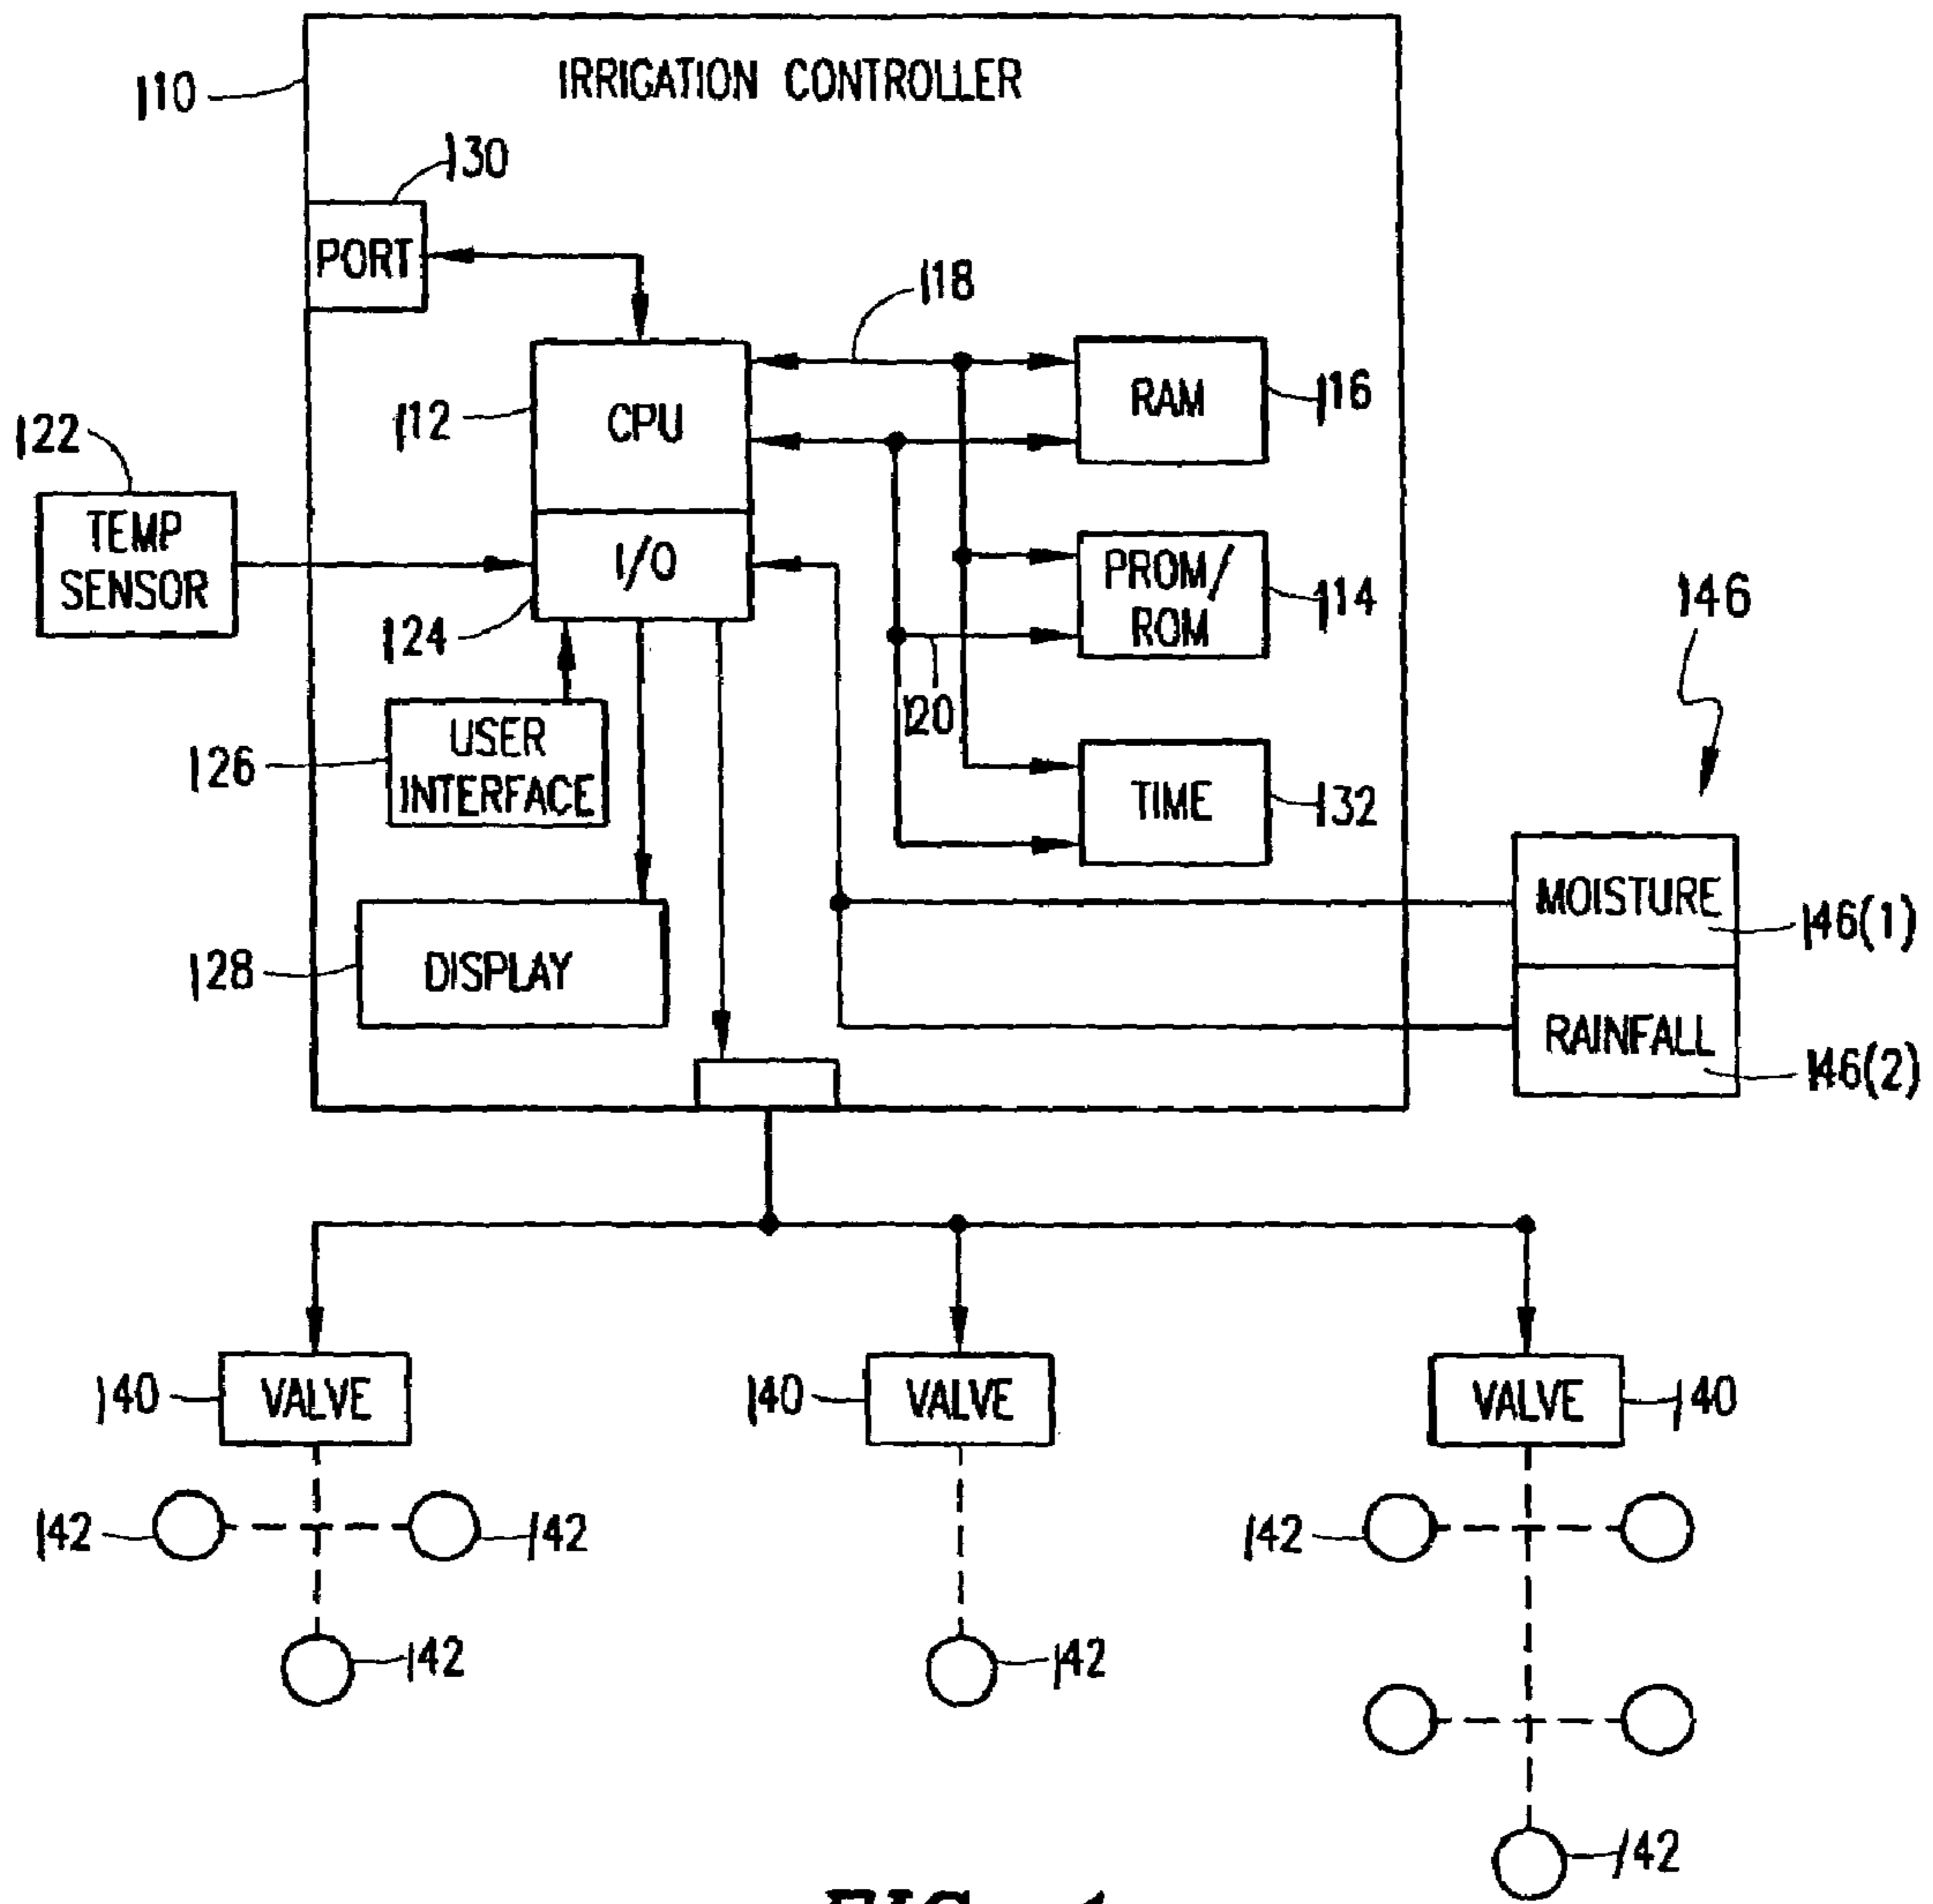 IRRIGATION CONTROLLER
110
130
PORT
118
CPU
112
RAM
116
122
TEMP
SENSOR
I/O
124
PROM/
ROM
114
146
120
USER
INTERFACE
126
TIME
132
MOISTURE
146(1)
DISPLAY
128
RAINFALL
146(2)
140
VALVE
140
VALVE
VALVE
140
142
142
142
142
142
142